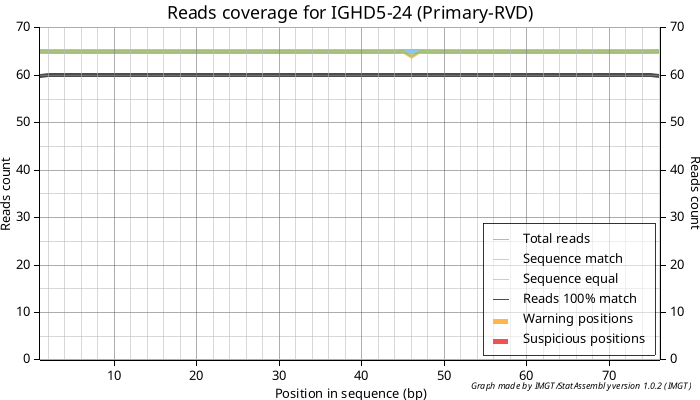 Reads coverage for IGHD5-24 (Primary-RVD)
70 70
60 60
50 50
40 40
30 30
20 20
10 10
0 0
Reads count
Reads count
Total reads
Sequence match
Sequence equal
Reads 100% match
Warning positions
Suspicious positions
10 20 30 40 50 60 70
Position in sequence (bp)
Graph made by IMGT/StatAssembly version 1.0.2 (IMGT)